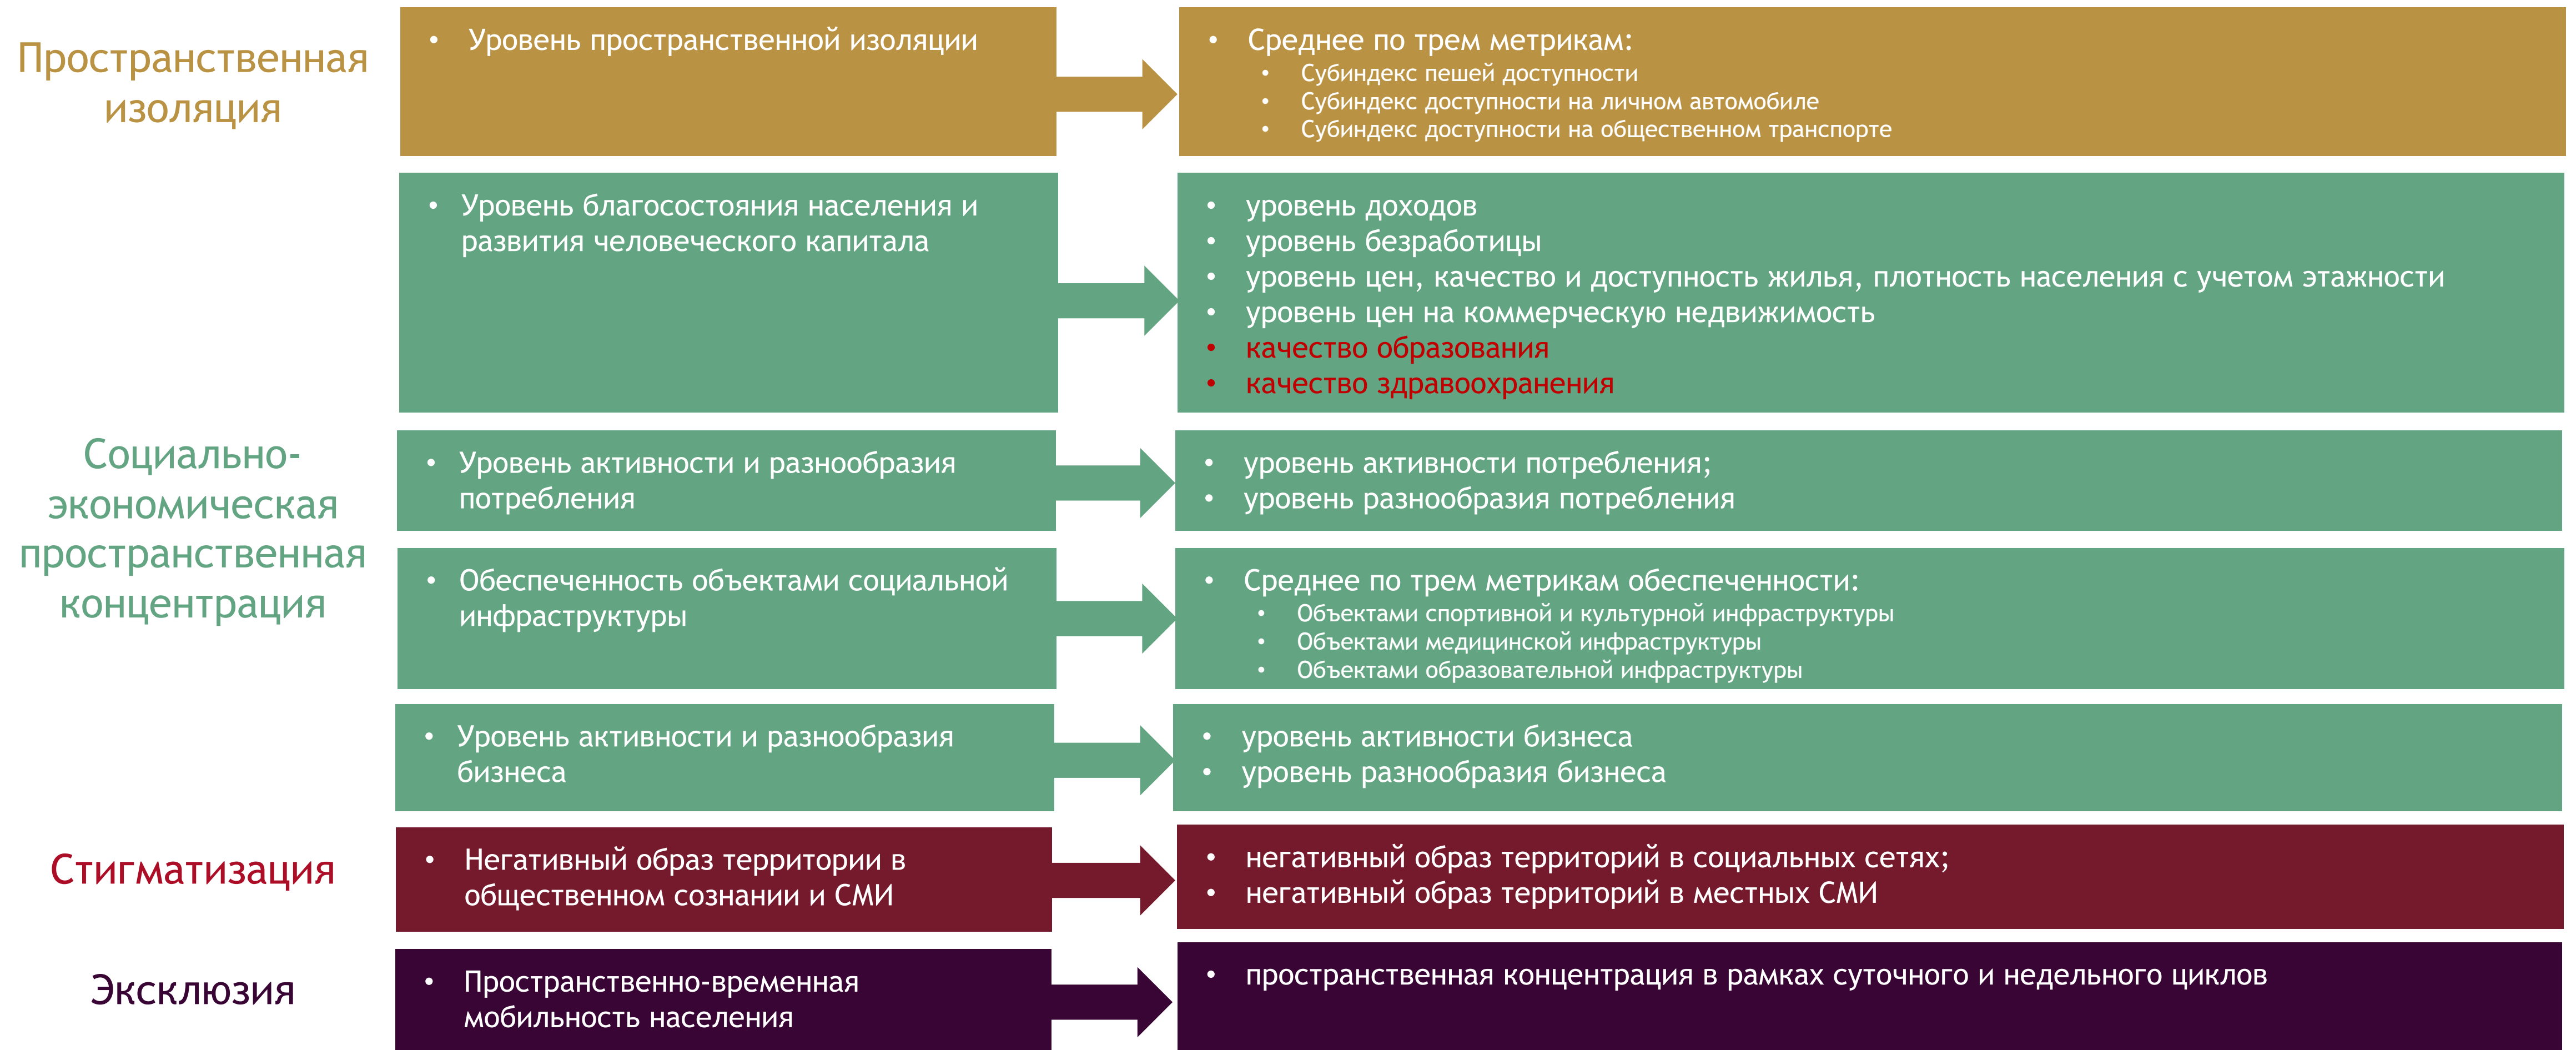 Пространственная
изоляция
• Уровень пространственной изоляции
• Среднее по трем метрикам:
• Субиндекс пешей доступности
• Субиндекс доступности на личном автомобиле
• Субиндекс доступности на общественном транспорте
Социально-
экономическая
пространственная
концентрация
• Уровень благосостояния населения и
развития человеческого капитала
• уровень доходов
• уровень безработицы
• уровень цен, качество и доступность жилья, плотность населения с учетом этажности
• уровень цен на коммерческую недвижимость
• качество образования
• качество здравоохранения
• Уровень активности и разнообразия
потребления
• уровень активности потребления;
• уровень разнообразия потребления
• Обеспеченность объектами социальной
инфраструктуры
• Среднее по трем метрикам обеспеченности:
• Объектами спортивной и культурной инфраструктуры
• Объектами медицинской инфраструктуры
• Объектами образовательной инфраструктуры
• Уровень активности и разнообразия
бизнеса
• уровень активности бизнеса
• уровень разнообразия бизнеса
Стигматизация
• Негативный образ территории в
общественном сознании и СМИ
• негативный образ территорий в социальных сетях;
• негативный образ территорий в местных СМИ
Эксклюзия
• Пространственно-временная
мобильность населения
• пространственная концентрация в рамках суточного и недельного циклов